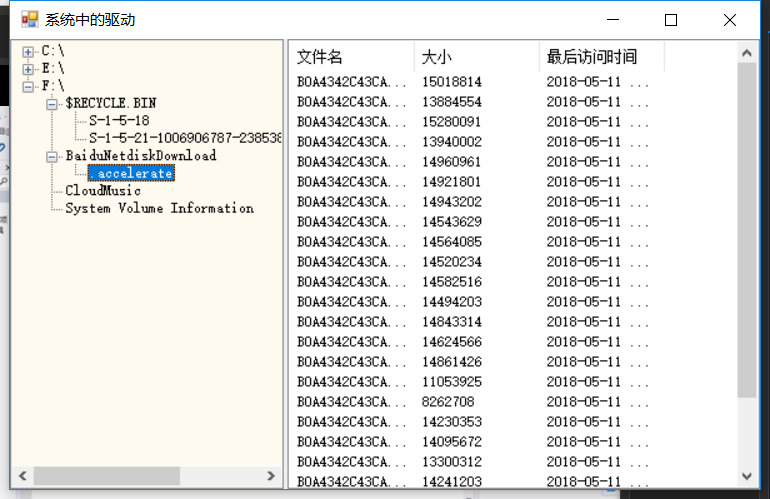 系统中的驱动
C:\
E:\
F:\
$RECYCLE.BIN
S-1-5-18
S-1-5-21-1006906787-238538
BaiduNetdiskDownload
_accelerate
CloudMusic
System Volume Information
文件名 大小 最后访问时间
B0A4342C43CA... 15018814 2018-05-11 ...
B0A4342C43CA... 13884554 2018-05-11 ...
B0A4342C43CA... 15280091 2018-05-11 ...
B0A4342C43CA... 13940002 2018-05-11 ...
B0A4342C43CA... 14960961 2018-05-11 ...
B0A4342C43CA... 14921801 2018-05-11 ...
B0A4342C43CA... 14943202 2018-05-11 ...
B0A4342C43CA... 14543629 2018-05-11 ...
B0A4342C43CA... 14564085 2018-05-11 ...
B0A4342C43CA... 14520234 2018-05-11 ...
B0A4342C43CA... 14582516 2018-05-11 ...
B0A4342C43CA... 14494203 2018-05-11 ...
B0A4342C43CA... 14843314 2018-05-11 ...
B0A4342C43CA... 14624566 2018-05-11 ...
B0A4342C43CA... 14861426 2018-05-11 ...
B0A4342C43CA... 11053925 2018-05-11 ...
B0A4342C43CA... 8262708 2018-05-11 ...
B0A4342C43CA... 14230353 2018-05-11 ...
B0A4342C43CA... 14095672 2018-05-11 ...
B0A4342C43CA... 13300312 2018-05-11 ...
B0A4342C43CA... 14241203 2018-05-11 ...